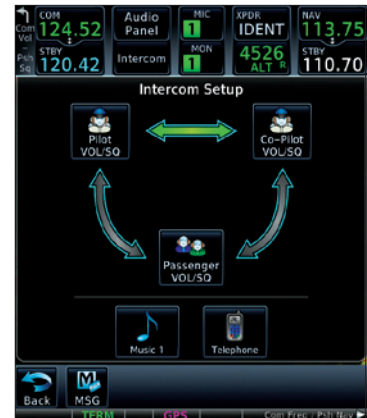 Com Vol
Psh Sq
COM
124.52
STBY
120.42
Audio Panel
Intercom
MIC
1
MON
1
XPDR
IDENT
4526
ALT R
NAV
113.75
STBY
110.70
Intercom Setup
Pilot
VOL/SQ
Co-Pilot
VOL/SQ
Passenger
VOL/SQ
Music 1
Telephone
Back
MSG
TERM
GPS
Com Freq / Psh Nav